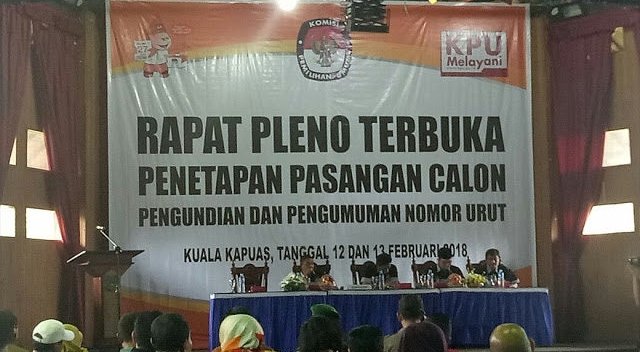 KOMISI
PEMILIHAN
KPU
Melayani
RAPAT PLENO TERBUKA
PENETAPAN PASANGAN CALON
PENGUNDIAN DAN PENGUMUMAN NOMOR URUT
KUALA KAPUAS, TANGGAL 12 DAN 13 FEBRUARI 2018